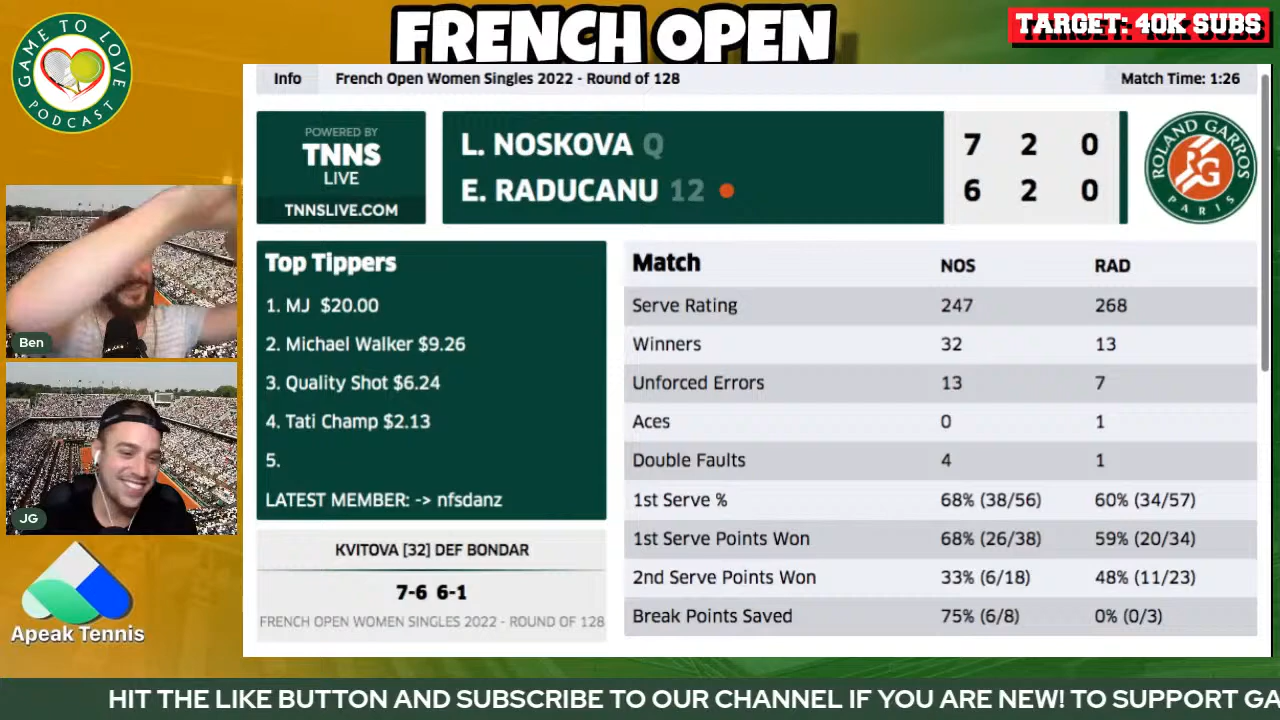 GAME TO LOVE
PODCAST
FRENCH OPEN
TARGET: 40K SUBS
Info French Open Women Singles 2022 - Round of 128 Match Time: 1:26
POWERED BY
TNNS
LIVE
TNNSLIVE.COM
L. NOSKOVA Q 7 2 0
E. RADUCANU 12 6 2 0
ROLAND GARROS
RG
PARIS
Ben
JG
Apeak Tennis
Top Tippers
1. MJ $20.00
2. Michael Walker $9.26
3. Quality Shot $6.24
4. Tati Champ $2.13
5.
LATEST MEMBER: -> nfsdanz
KVITOVA [32] DEF BONDAR
7-6 6-1
FRENCH OPEN WOMEN SINGLES 2022 - ROUND OF 128
Match NOS RAD
Serve Rating 247 268
Winners 32 13
Unforced Errors 13 7
Aces 0 1
Double Faults 4 1
1st Serve % 68% (38/56) 60% (34/57)
1st Serve Points Won 68% (26/38) 59% (20/34)
2nd Serve Points Won 33% (6/18) 48% (11/23)
Break Points Saved 75% (6/8) 0% (0/3)
HIT THE LIKE BUTTON AND SUBSCRIBE TO OUR CHANNEL IF YOU ARE NEW! TO SUPPORT GA